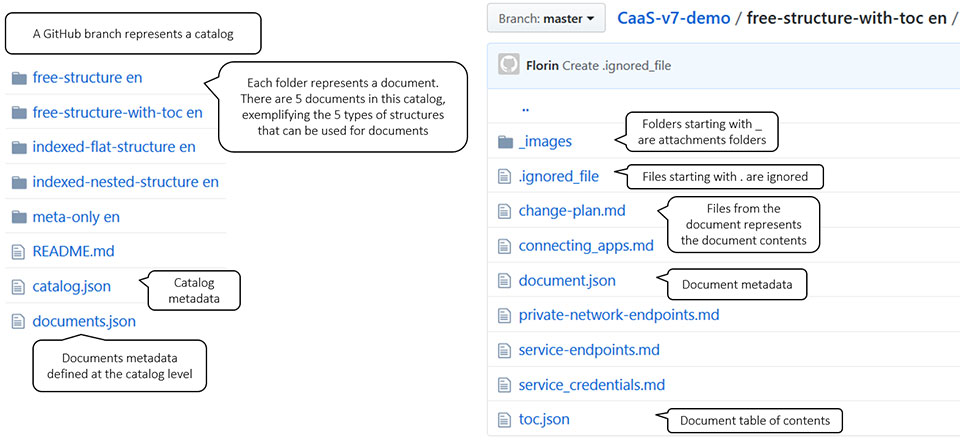 A GitHub branch represents a catalog
free-structure en
free-structure-with-toc en
indexed-flat-structure en
indexed-nested-structure en
meta-only en
README.md
catalog.json
documents.json
Each folder represents a document.
There are 5 documents in this catalog,
exemplifying the 5 types of structures
that can be used for documents
Catalog
metadata
Documents metadata
defined at the catalog level
Branch: master
CaaS-v7-demo / free-structure-with-toc en /
Florin Create .ignored_file
..
_images
Folders starting with _
are attachments folders
.ignored_file
Files starting with . are ignored
change-plan.md
Files from the
document represents
the document contents
connecting_apps.md
document.json
Document metadata
private-network-endpoints.md
service-endpoints.md
service_credentials.md
toc.json
Document table of contents